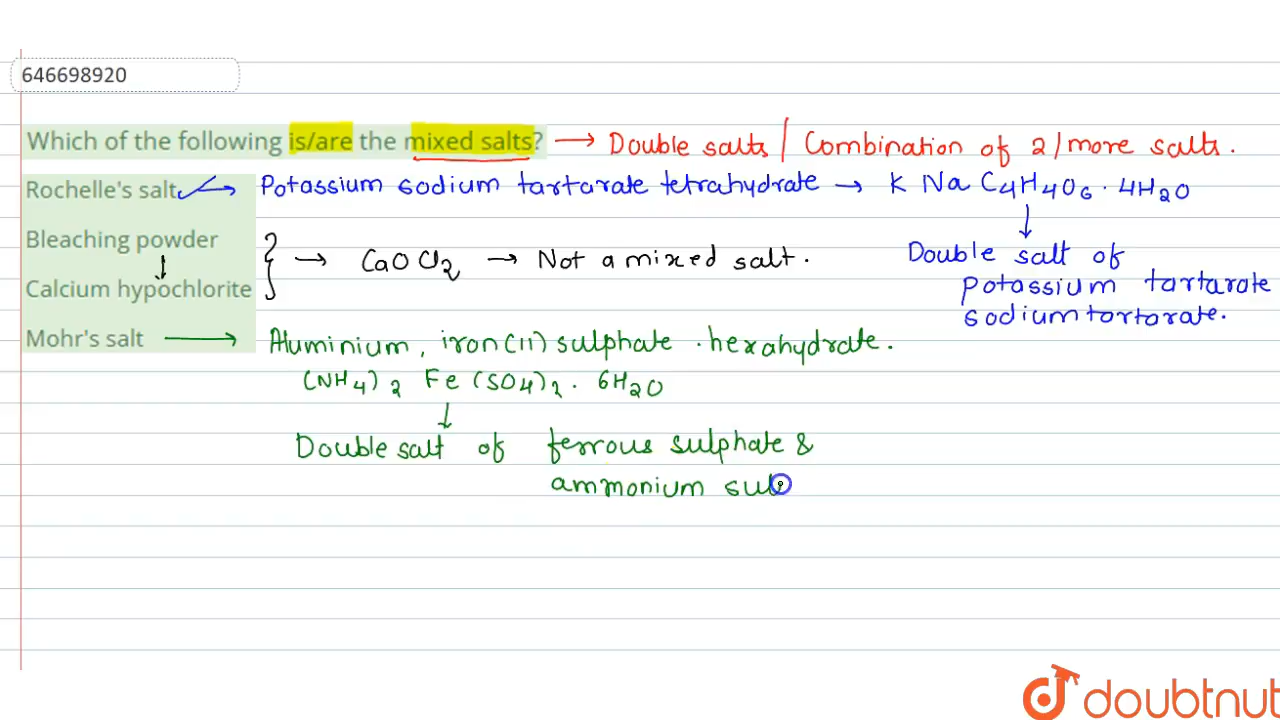 646698920
Which of the following is/are the mixed salts? → Double salts / Combination of 2/more salts.
Rochelle's salt → Potassium sodium tartarate tetrahydrate → K Na C4H4O6 . 4H2O
Bleaching powder
CaOCl2 → Not a mixed salt.
Calcium hypochlorite
Double salt of
potassium tartarate
sodium tartarate.
Mohr's salt → Aluminium, iron(II) sulphate . hexahydrate.
(NH4)2 Fe (SO4)2 . 6H2O
Double salt of ferrous sulphate &
ammonium sul
doubtnut